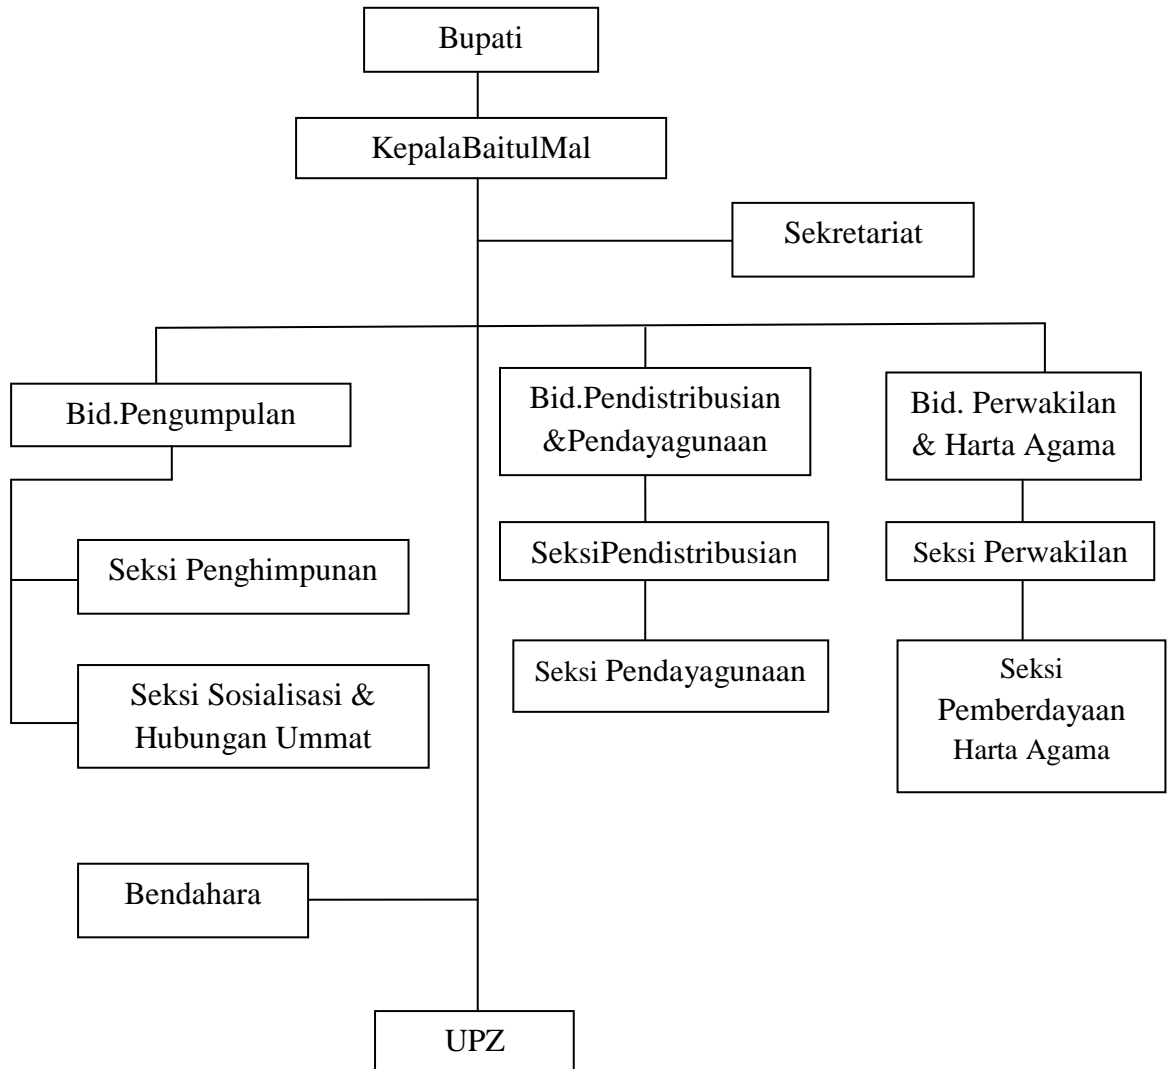 Bupati
KepalaBaitulMal
Sekretariat
Bid.Pengumpulan
Bid.Pendistribusian
&Pendayagunaan
Bid. Perwakilan
& Harta Agama
Seksi Penghimpunan
SeksiPendistribusian
Seksi Perwakilan
Seksi Sosialisasi &
Hubungan Ummat
Seksi Pendayagunaan
Seksi
Pemberdayaan
Harta Agama
Bendahara
UPZ